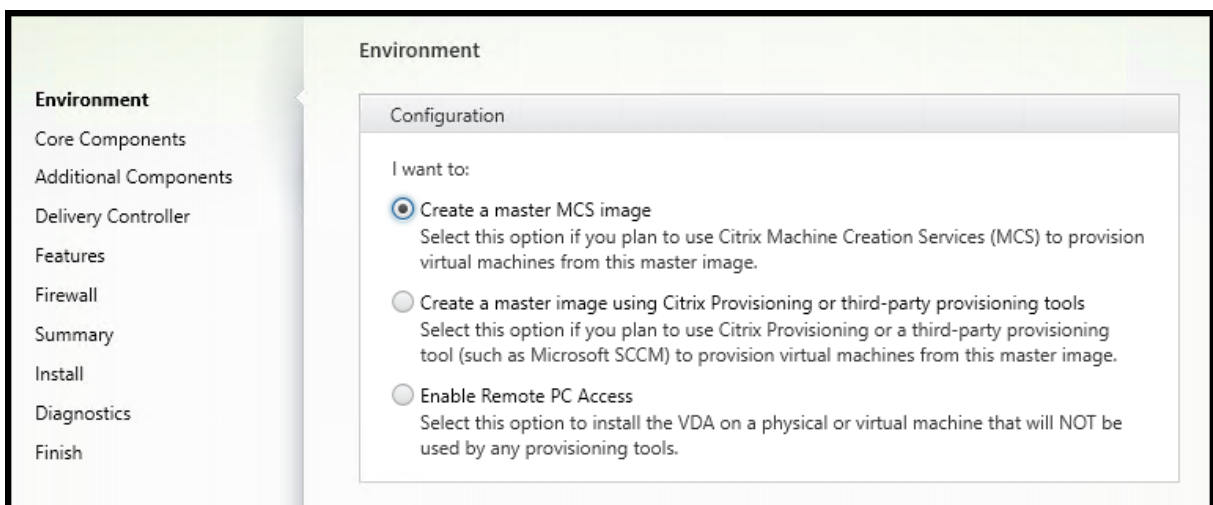 Environment
Core Components
Additional Components
Delivery Controller
Features
Firewall
Summary
Install
Diagnostics
Finish
Environment
Configuration
I want to:
Create a master MCS image
Select this option if you plan to use Citrix Machine Creation Services (MCS) to provision
virtual machines from this master image.
Create a master image using Citrix Provisioning or third-party provisioning tools
Select this option if you plan to use Citrix Provisioning or a third-party provisioning
tool (such as Microsoft SCCM) to provision virtual machines from this master image.
Enable Remote PC Access
Select this option to install the VDA on a physical or virtual machine that will NOT be
used by any provisioning tools.